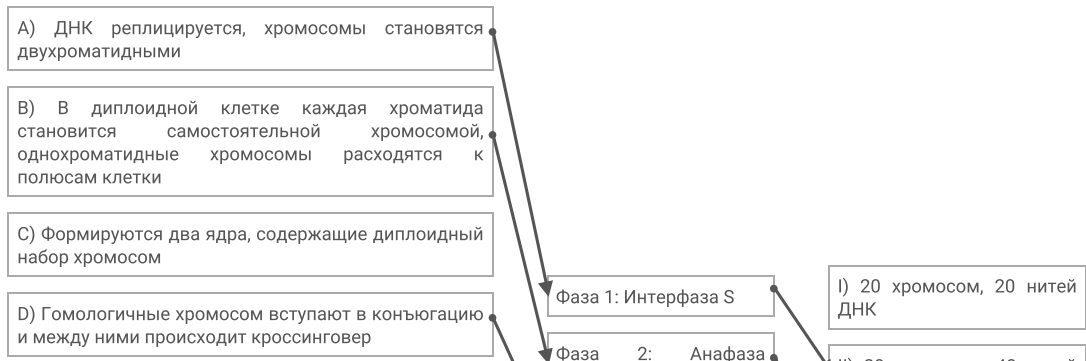 A) ДНК реплицируется, хромосомы становятся
двухроматидными
B) В диплоидной клетке каждая хроматида
становится самостоятельной хромосомой,
однохроматидные хромосомы расходятся к
полюсам клетки
C) Формируются два ядра, содержащие диплоидный
набор хромосом
D) Гомологичные хромосом вступают в конъюгацию
и между ними происходит кроссинговер
Фаза 1: Интерфаза S
Фаза 2: Анафаза
I) 20 хромосом, 20 нитей
ДНК